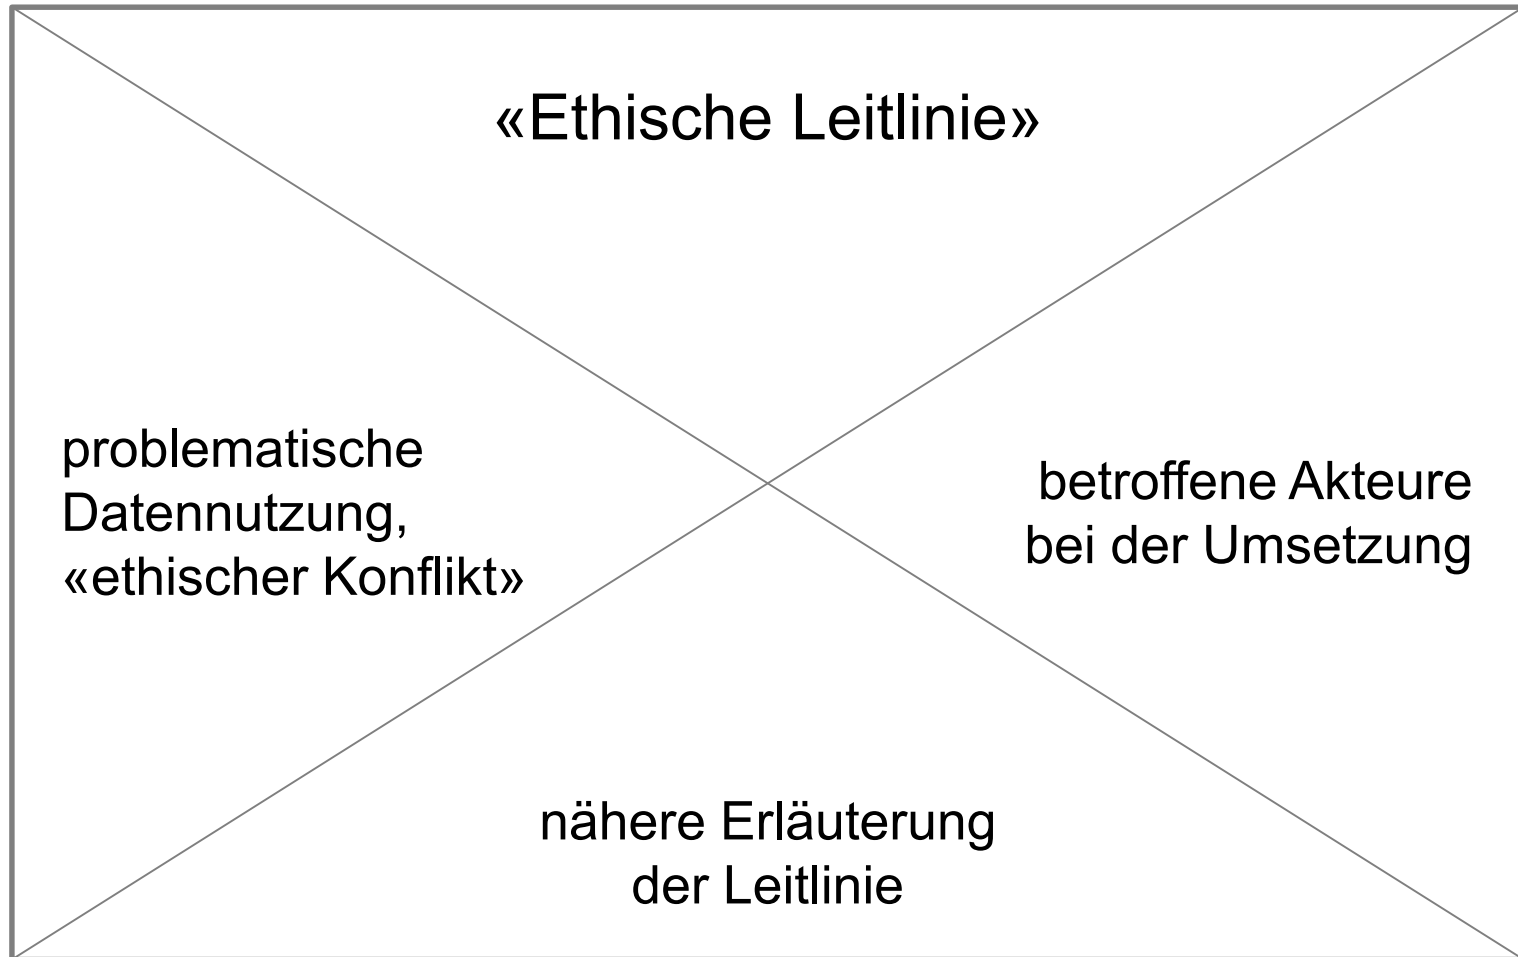 «Ethische Leitlinie»
problematische
Datennutzung,
«ethischer Konflikt»
betroffene Akteure
bei der Umsetzung
nähere Erläuterung
der Leitlinie